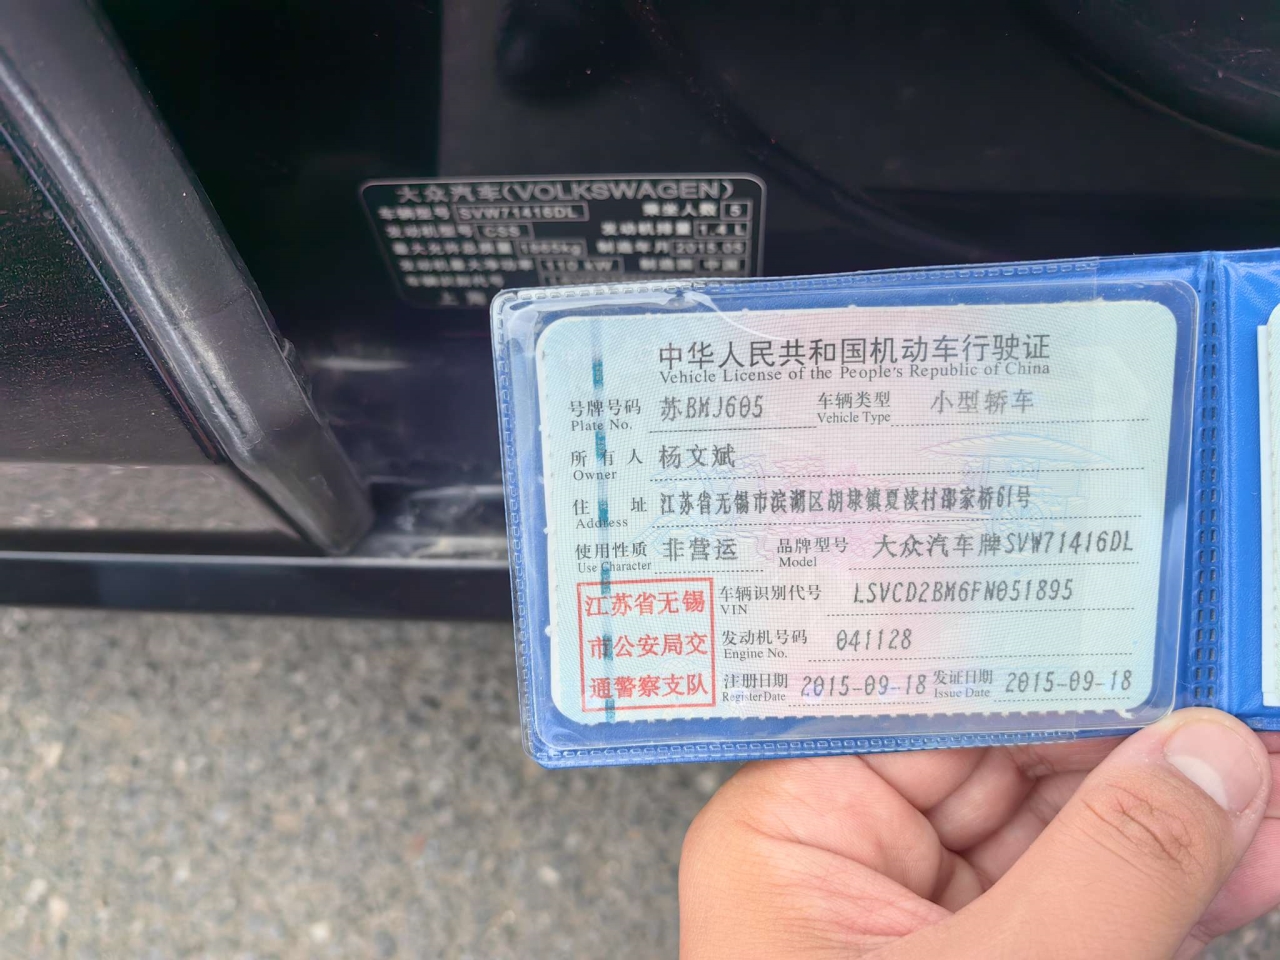 大众汽车(VOLKSWAGEN)
车辆型号 SVW71416DL 乘坐人数 5
发动机型号 CSS 发动机排量 1.4 L
最大允许总质量 kg 制造年月 2015.05
发动机最大净功率 110 kW 制造国 中国
车辆识别代号
上海
中华人民共和国机动车行驶证
Vehicle License of the People's Republic of China
号牌号码 苏BMJ605 车辆类型 小型轿车
Plate No. Vehicle Type
所有人 杨文斌
Owner
住址 江苏省无锡市滨湖区胡埭镇夏渎村邵家桥61号
Address
使用性质 非营运 品牌型号 大众汽车牌SVW71416DL
Use Character Model
江苏省无锡
市公安局交
通警察支队
车辆识别代号 LSVCD2BM6FN051895
VIN
发动机号码 041128
Engine No.
注册日期 2015-09-18 发证日期 2015-09-18
Register Date Issue Date